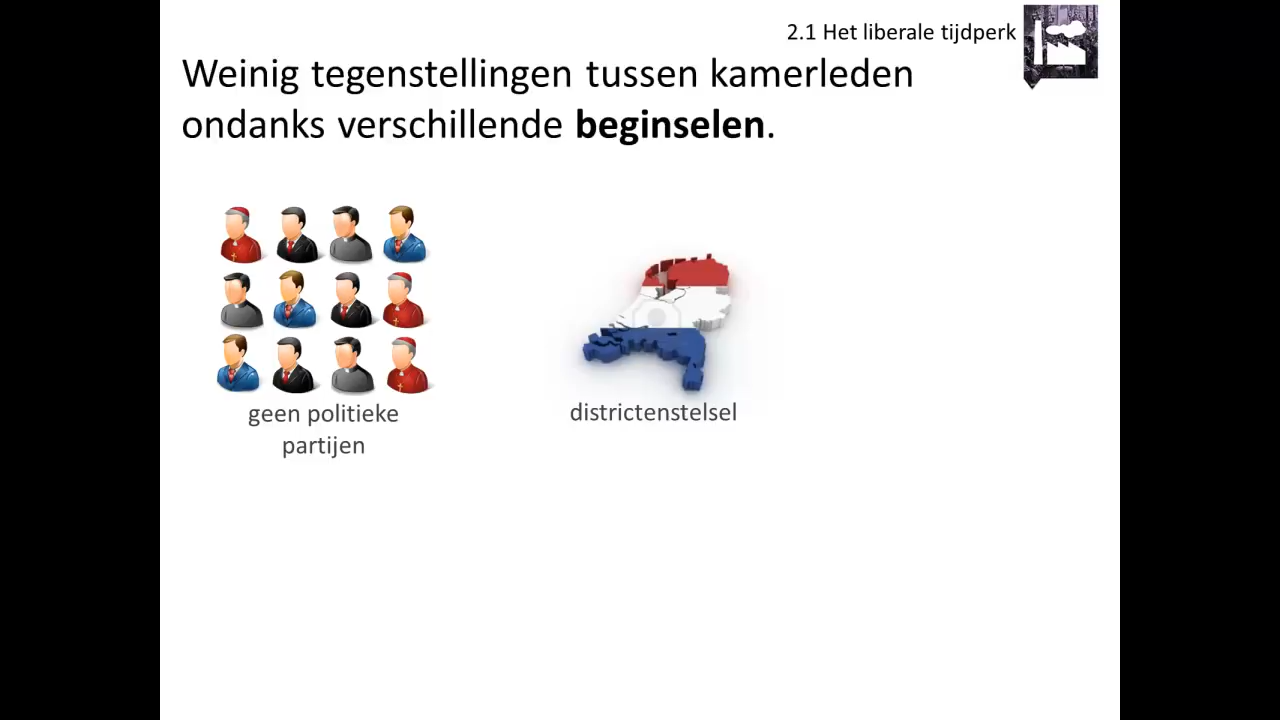 2.1 Het liberale tijdperk
Weinig tegenstellingen tussen kamerleden
ondanks verschillende beginselen.
geen politieke
partijen
districtenstelsel